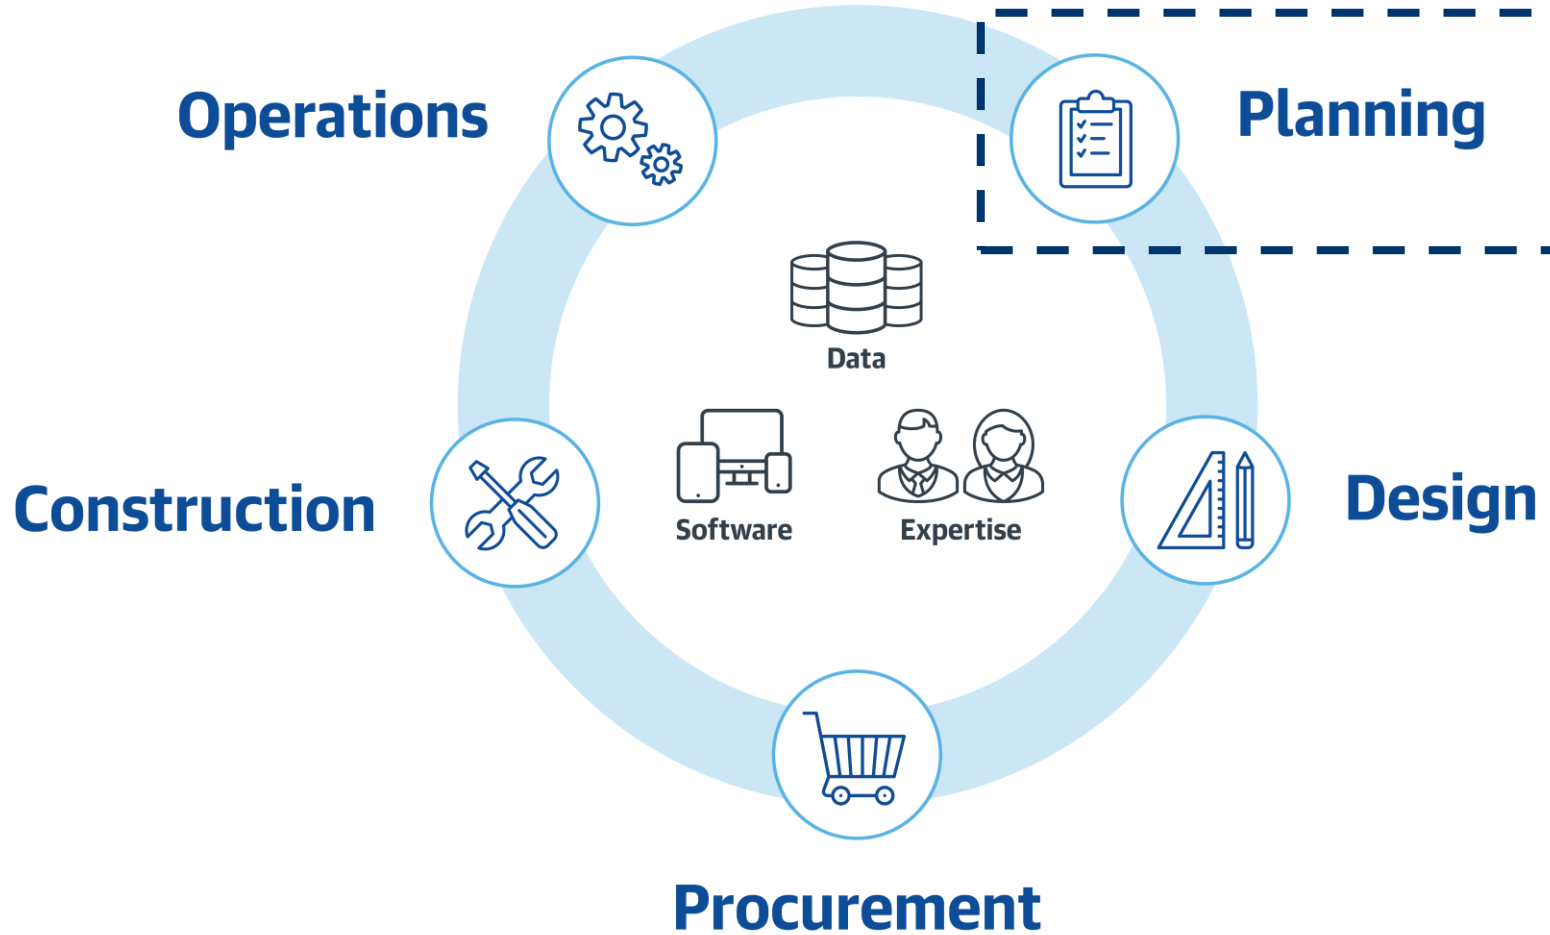 Operations
Planning
Data
Construction
Software
Expertise
Design
Procurement